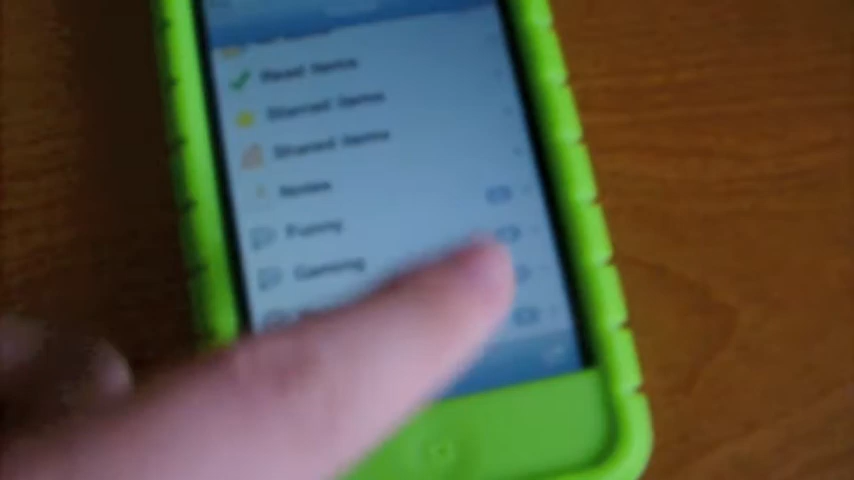 Read items
Starred items
Shared items
Notes
Funny
Gaming